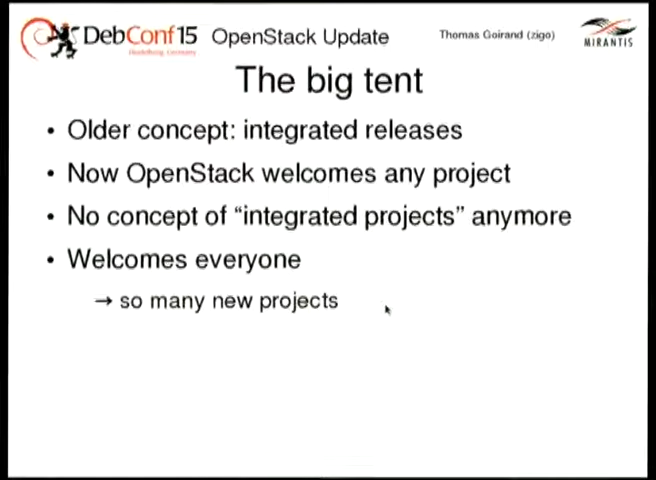 DebConf15 OpenStack Update Thomas Goirand (zigo) MIRANTIS
Heidelberg, Germany
The big tent
• Older concept: integrated releases
• Now OpenStack welcomes any project
• No concept of “integrated projects” anymore
• Welcomes everyone
→ so many new projects